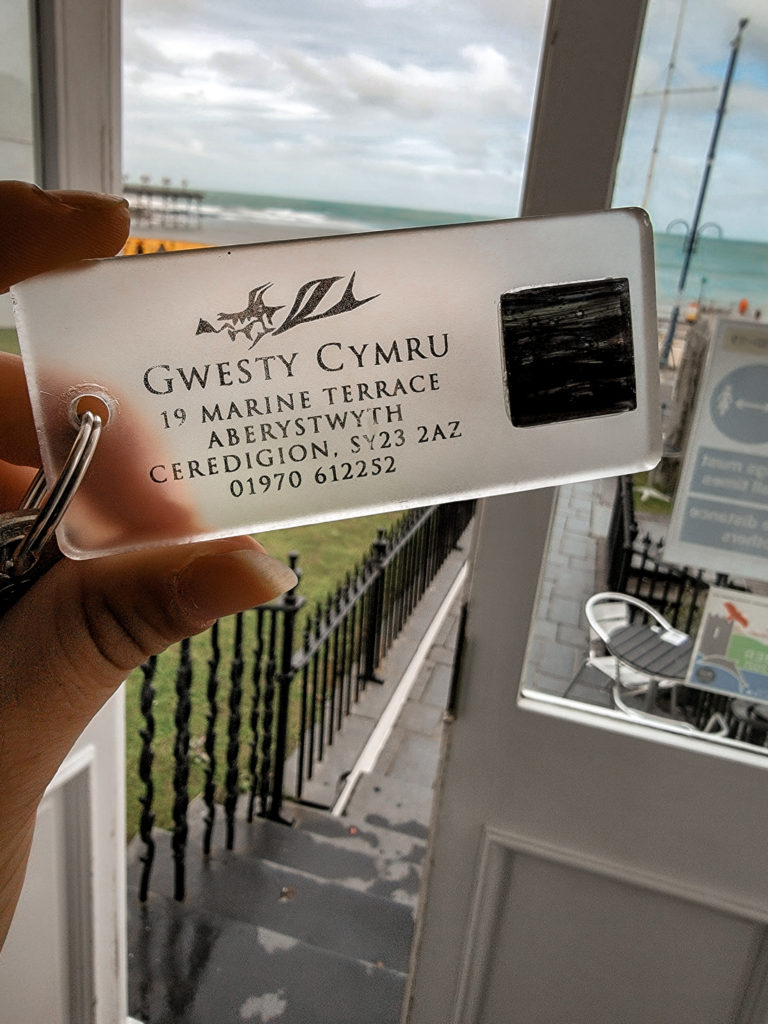 GWESTY CYMRU
19 MARINE TERRACE
ABERYSTWYTH
CEREDIGION, SY23 2AZ
01970 612252